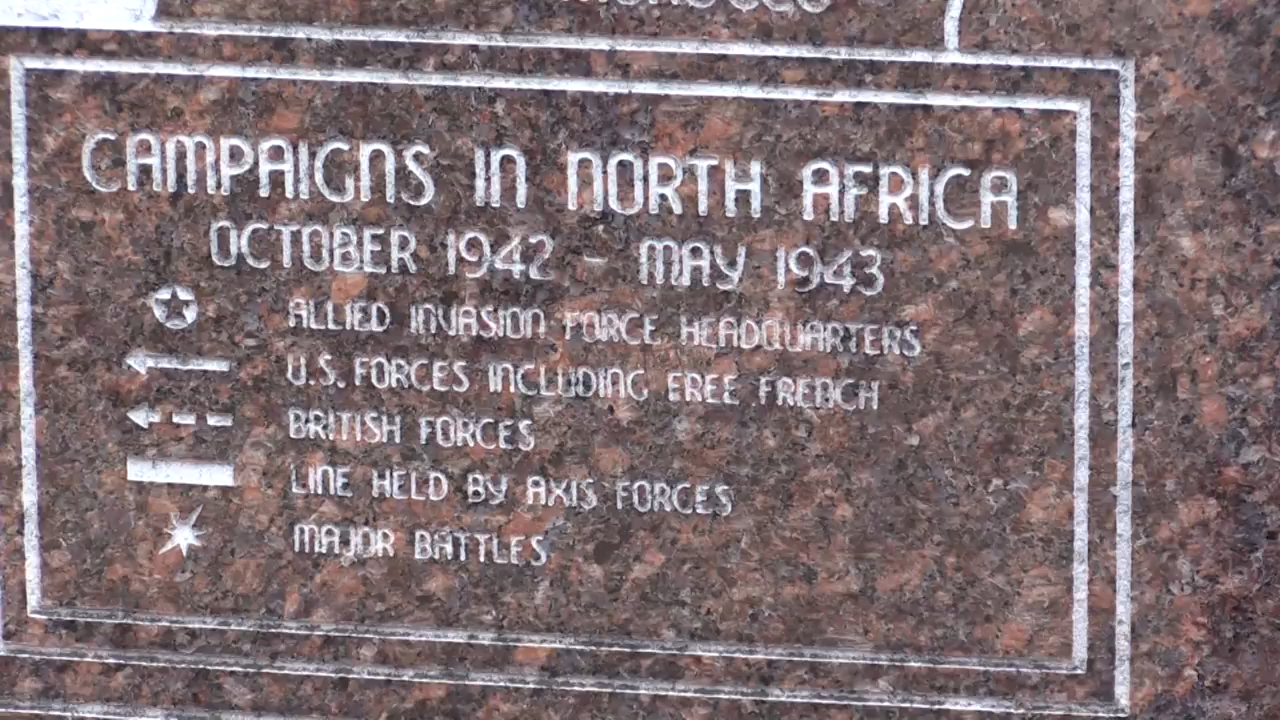 MOROCCO
CAMPAIGNS IN NORTH AFRICA
OCTOBER 1942 - MAY 1943
ALLIED INVASION FORCE HEADQUARTERS
U.S. FORCES INCLUDING FREE FRENCH
BRITISH FORCES
LINE HELD BY AXIS FORCES
MAJOR BATTLES